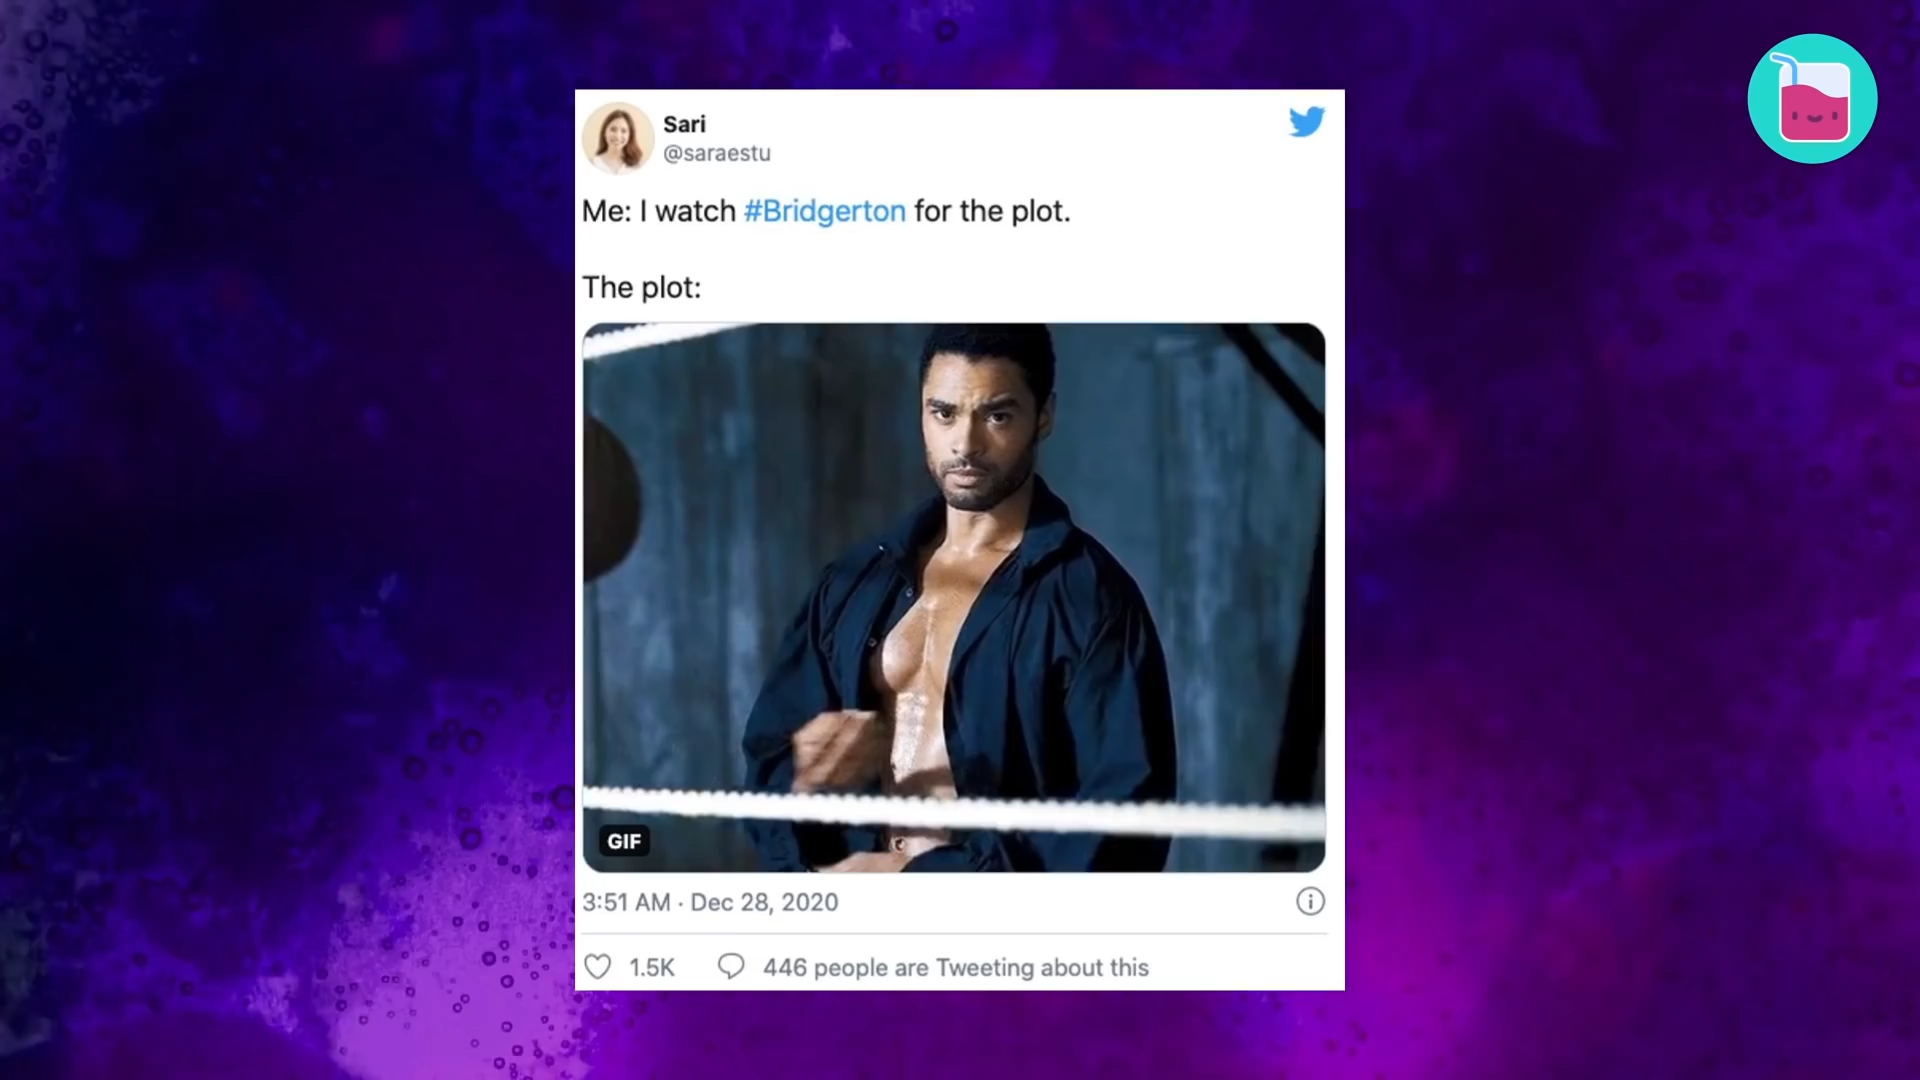 Sari
@saraestu
Me: I watch #Bridgerton for the plot.
The plot:
GIF
3:51 AM · Dec 28, 2020
1.5K
446 people are Tweeting about this